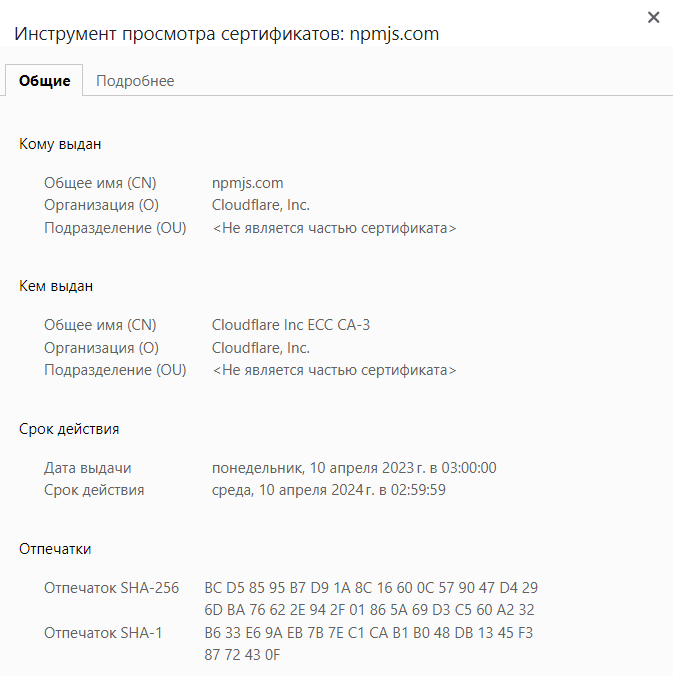 Инструмент просмотра сертификатов: npmjs.com
Общие Подробнее
Кому выдан
Общее имя (CN) npmjs.com
Организация (O) Cloudflare, Inc.
Подразделение (OU) <Не является частью сертификата>
Кем выдан
Общее имя (CN) Cloudflare Inc ECC CA-3
Организация (O) Cloudflare, Inc.
Подразделение (OU) <Не является частью сертификата>
Срок действия
Дата выдачи понедельник, 10 апреля 2023 г. в 03:00:00
Срок действия среда, 10 апреля 2024 г. в 02:59:59
Отпечатки
Отпечаток SHA-256 BC D5 85 95 B7 D9 1A 8C 16 60 0C 57 90 47 D4 29
6D BA 76 62 2E 94 2F 01 86 5A 69 D3 C5 60 A2 32
Отпечаток SHA-1 B6 33 E6 9A EB 7B 7E C1 CA B1 B0 48 DB 13 45 F3
87 72 43 0F